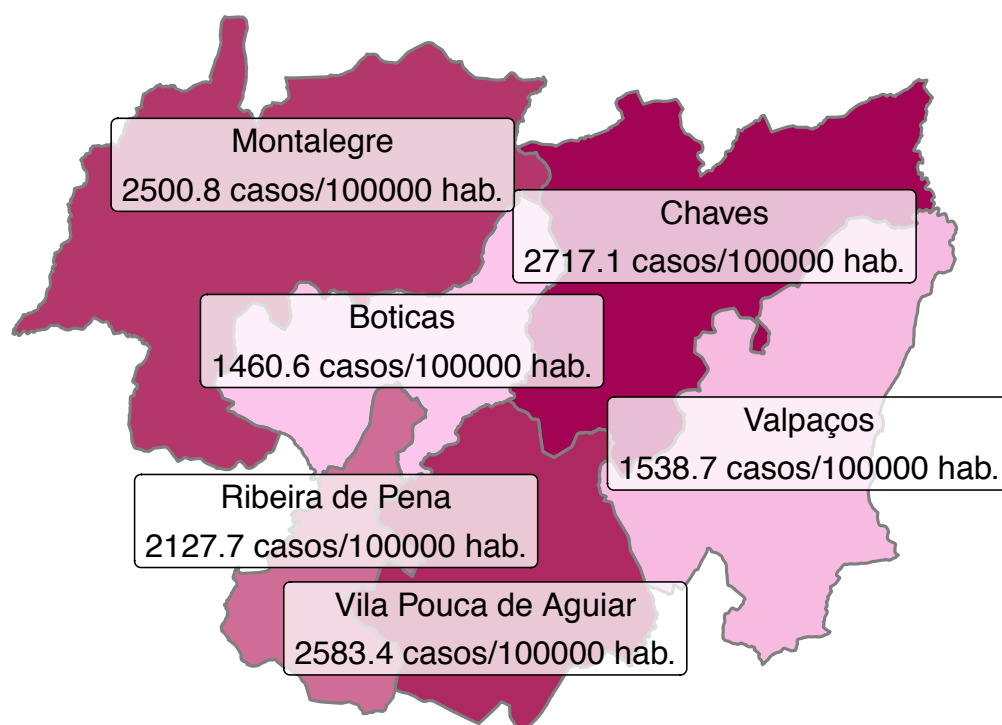 Montalegre
2500.8 casos/100000 hab.
Chaves
2717.1 casos/100000 hab.
Boticas
1460.6 casos/100000 hab.
Valpaços
1538.7 casos/100000 hab.
Ribeira de Pena
2127.7 casos/100000 hab.
Vila Pouca de Aguiar
2583.4 casos/100000 hab.